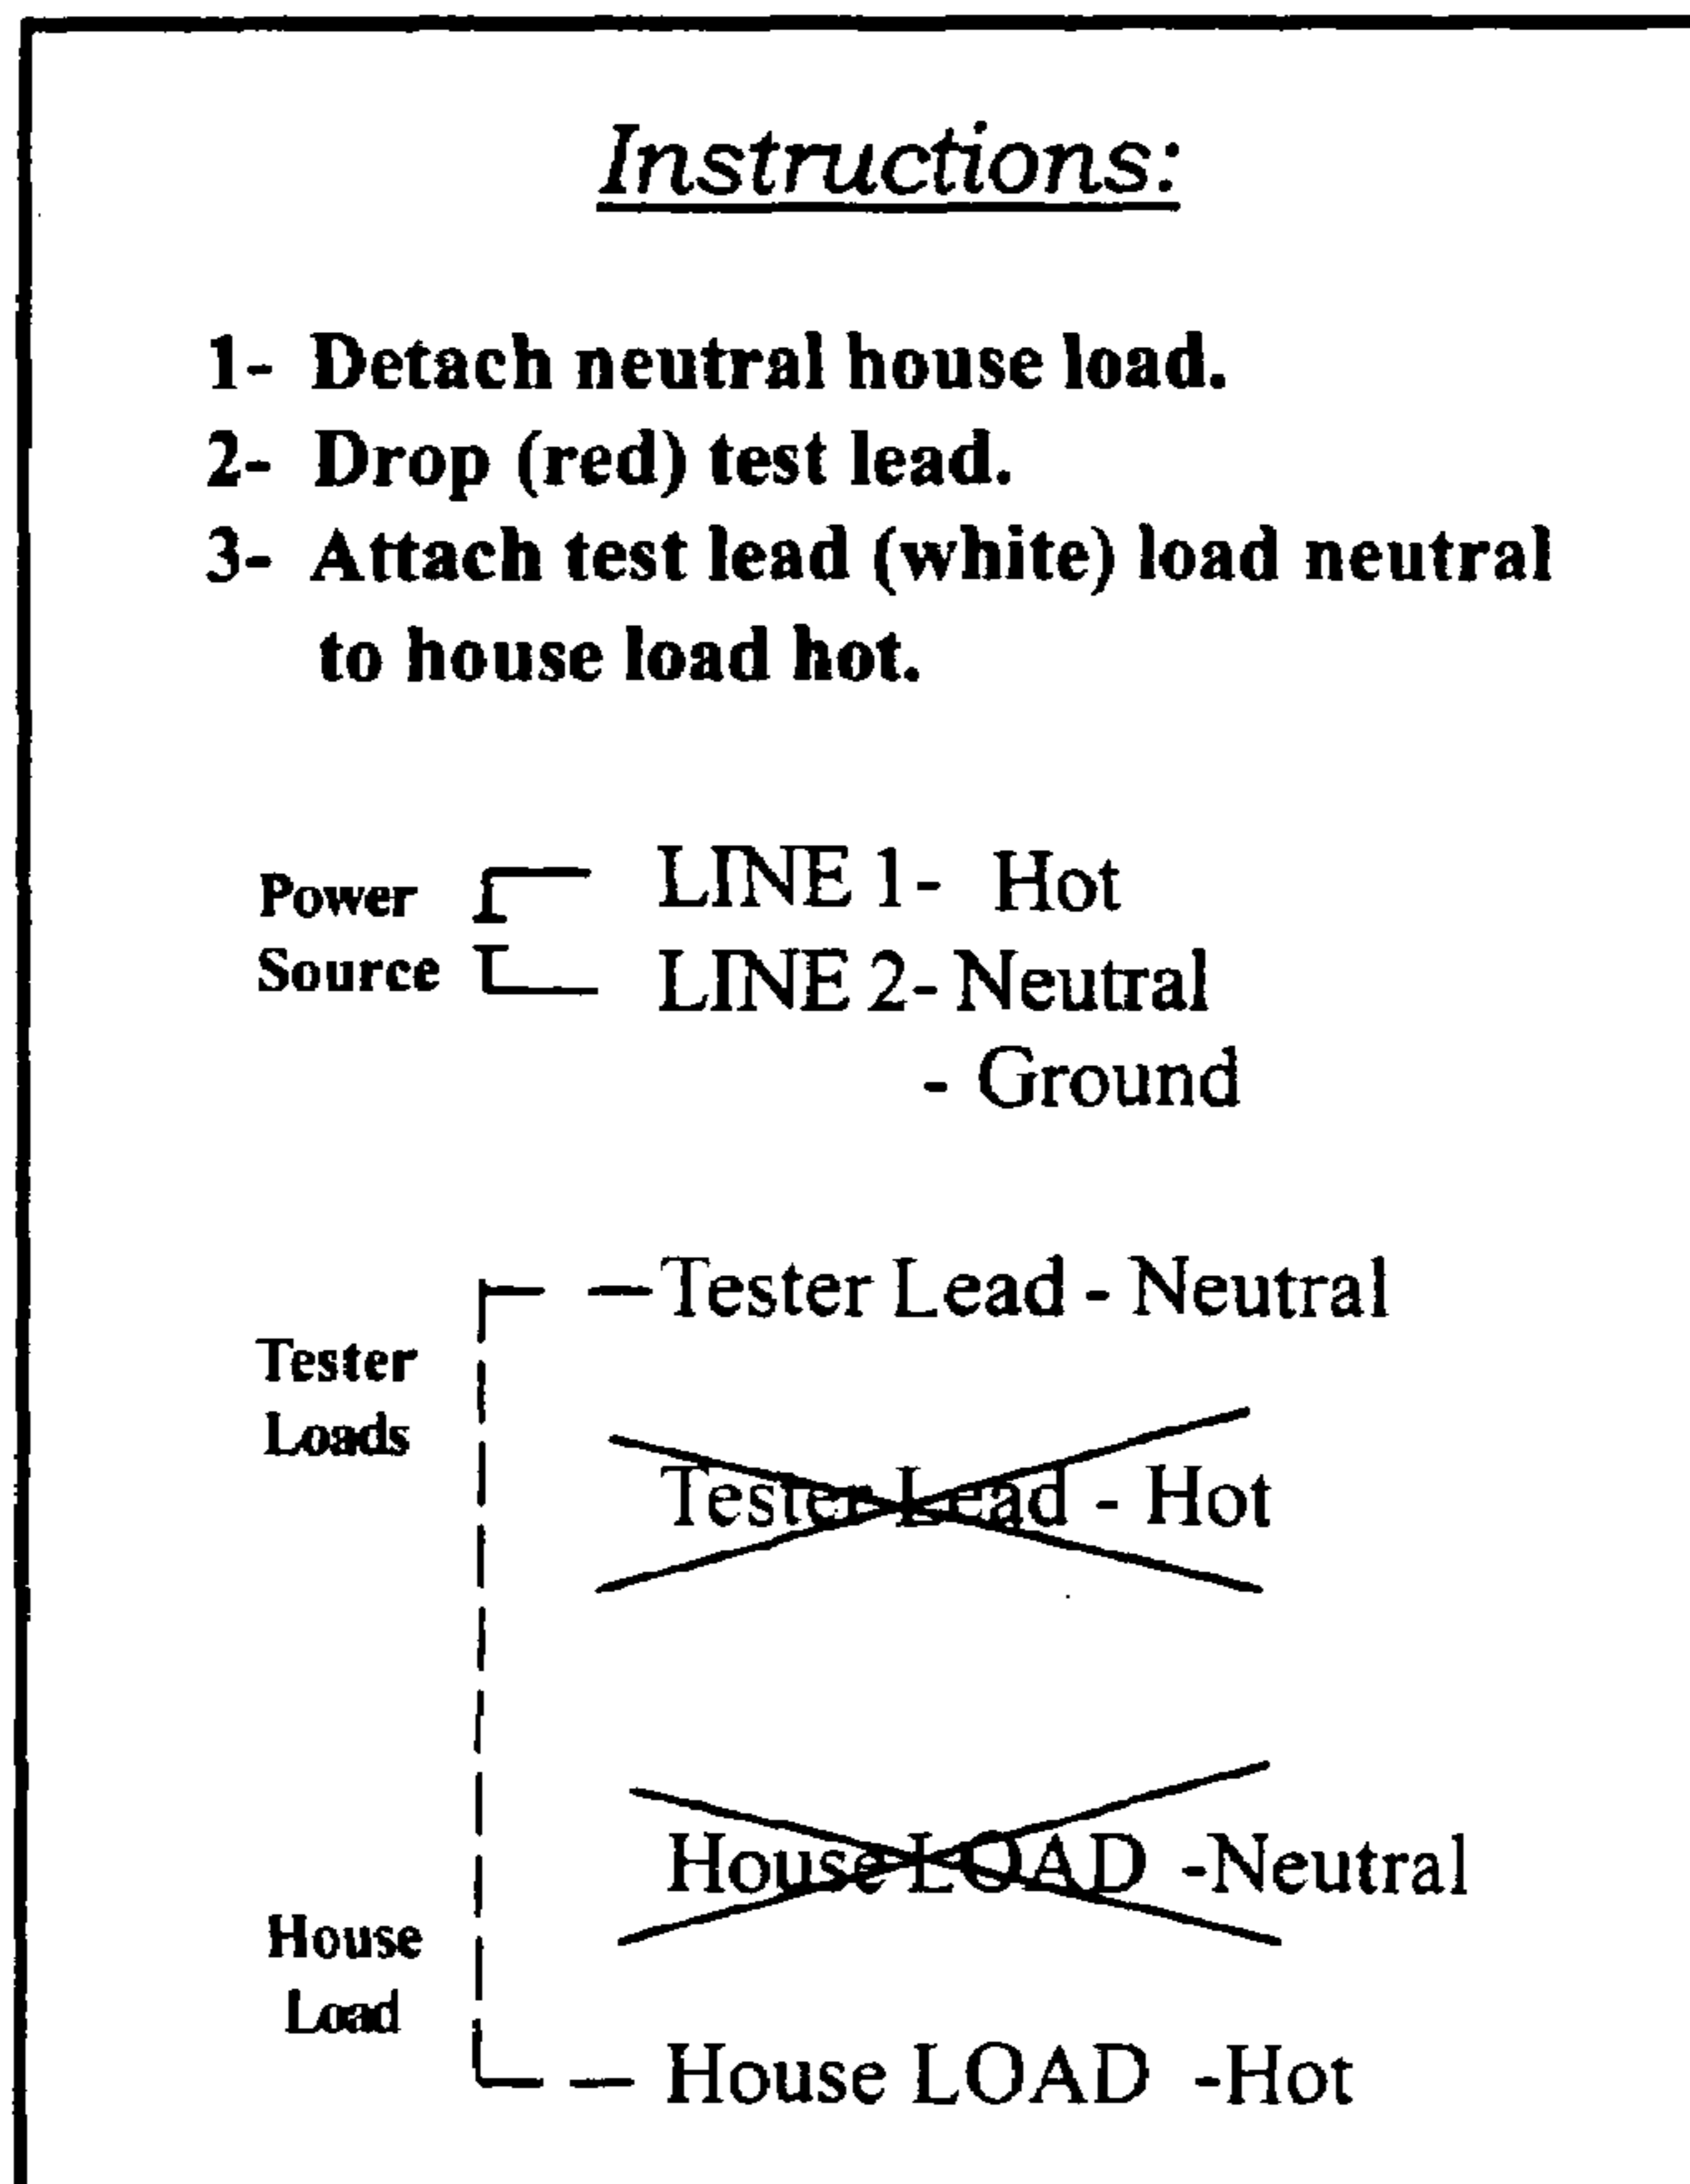 Instructions:
1- Detach neutral house load.
2- Drop (red) test lead.
3- Attach test lead (white) load neutral
to house load hot.
Power
Source
LINE 1- Hot
LINE 2- Neutral
- Ground
Tester
Loads
Tester Lead - Neutral
Tester Lead - Hot
House LOAD -Neutral
House
Load
House LOAD -Hot